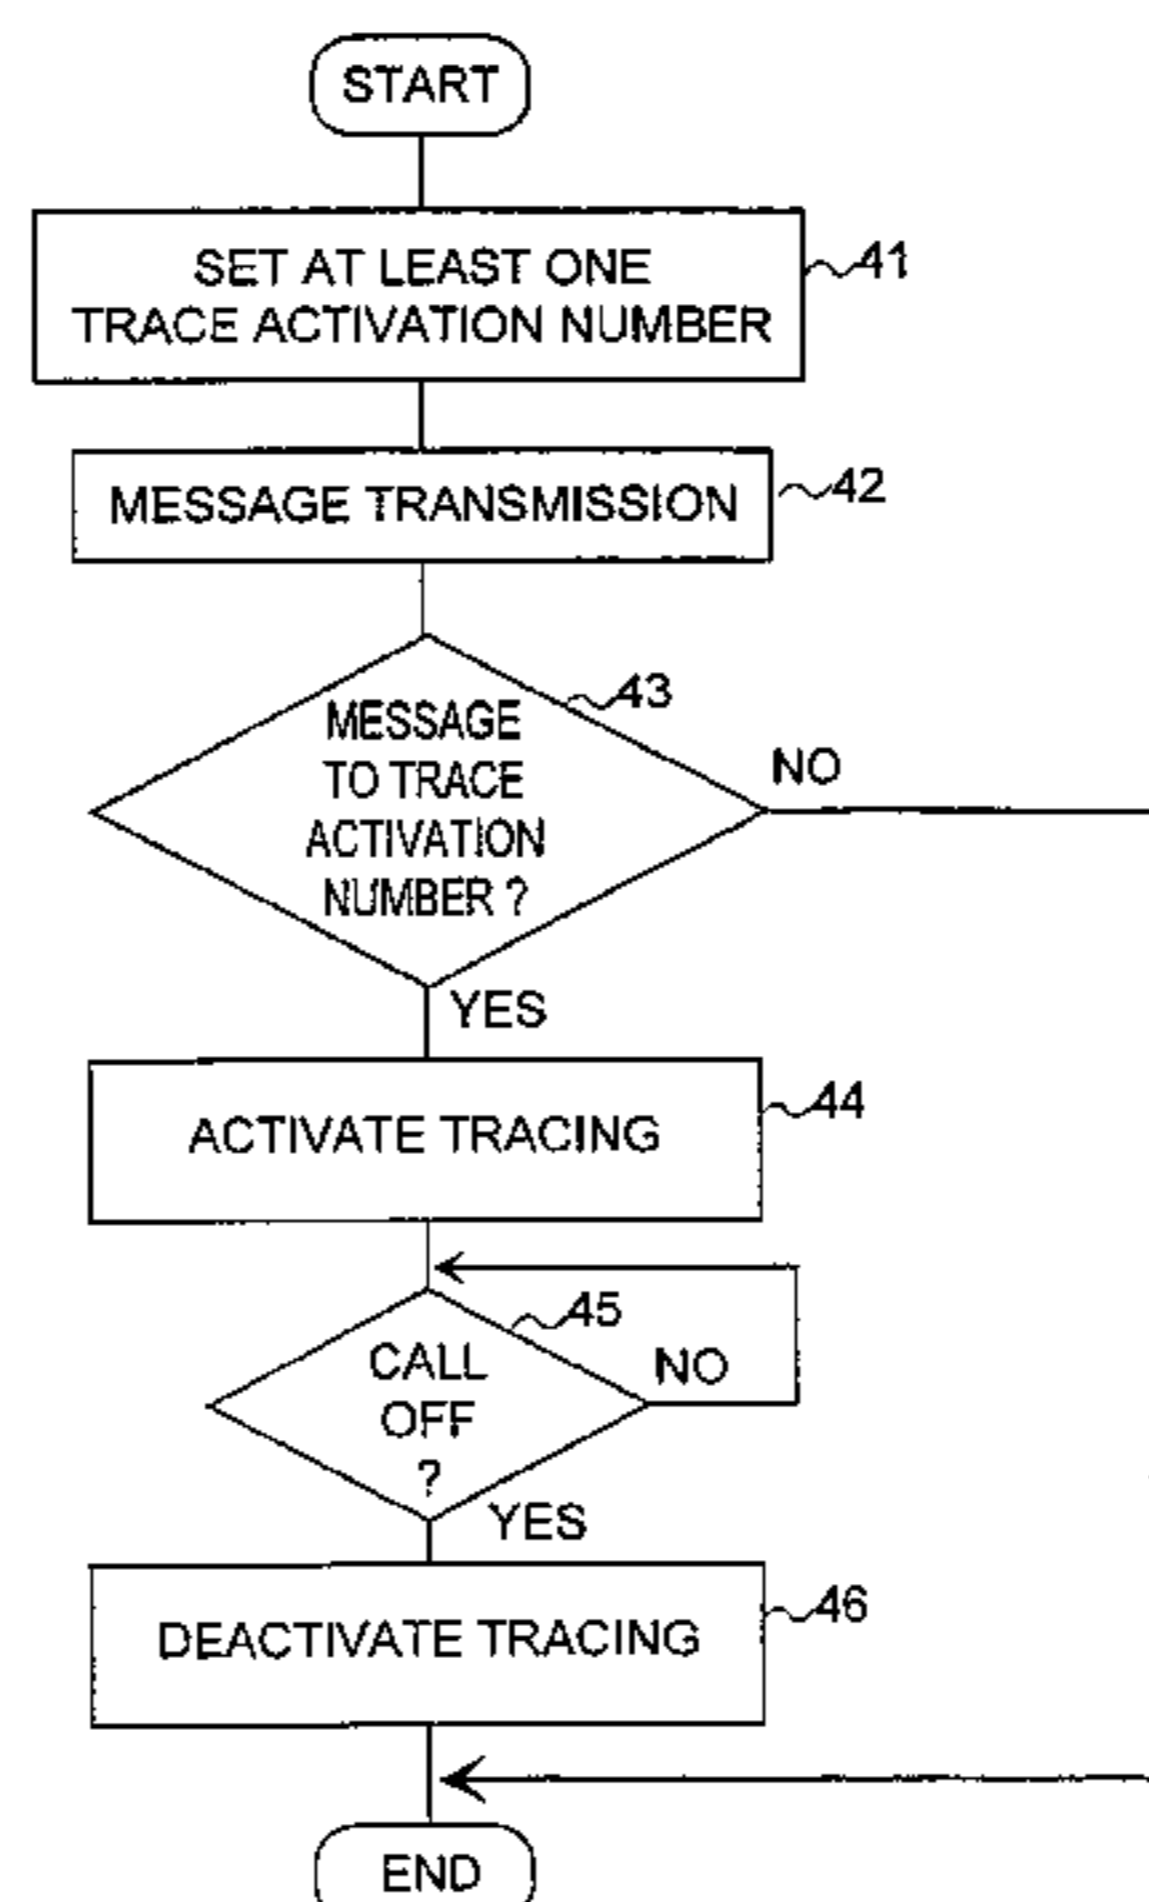 START
SET AT LEAST ONE
TRACE ACTIVATION NUMBER
41
MESSAGE TRANSMISSION
42
43
MESSAGE
TO TRACE
ACTIVATION
NUMBER ?
NO
YES
ACTIVATE TRACING
44
45
CALL
OFF
?
NO
YES
DEACTIVATE TRACING
46
END